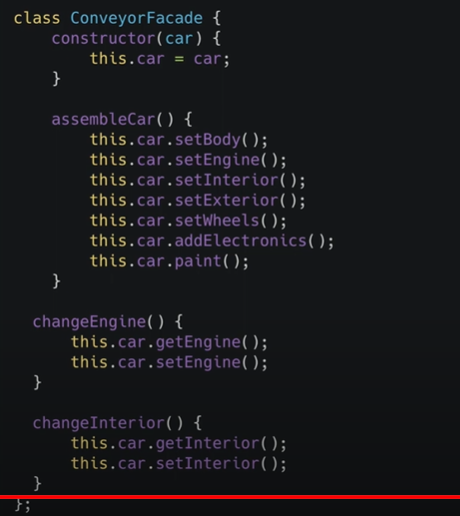 class ConveyorFacade {
    constructor(car) {
        this.car = car;
    }

    assembleCar() {
        this.car.setBody();
        this.car.setEngine();
        this.car.setInterior();
        this.car.setExterior();
        this.car.setWheels();
        this.car.addElectronics();
        this.car.paint();
    }

  changeEngine() {
      this.car.getEngine();
      this.car.setEngine();
  }

  changeInterior() {
      this.car.getInterior();
      this.car.setInterior();
  }
};